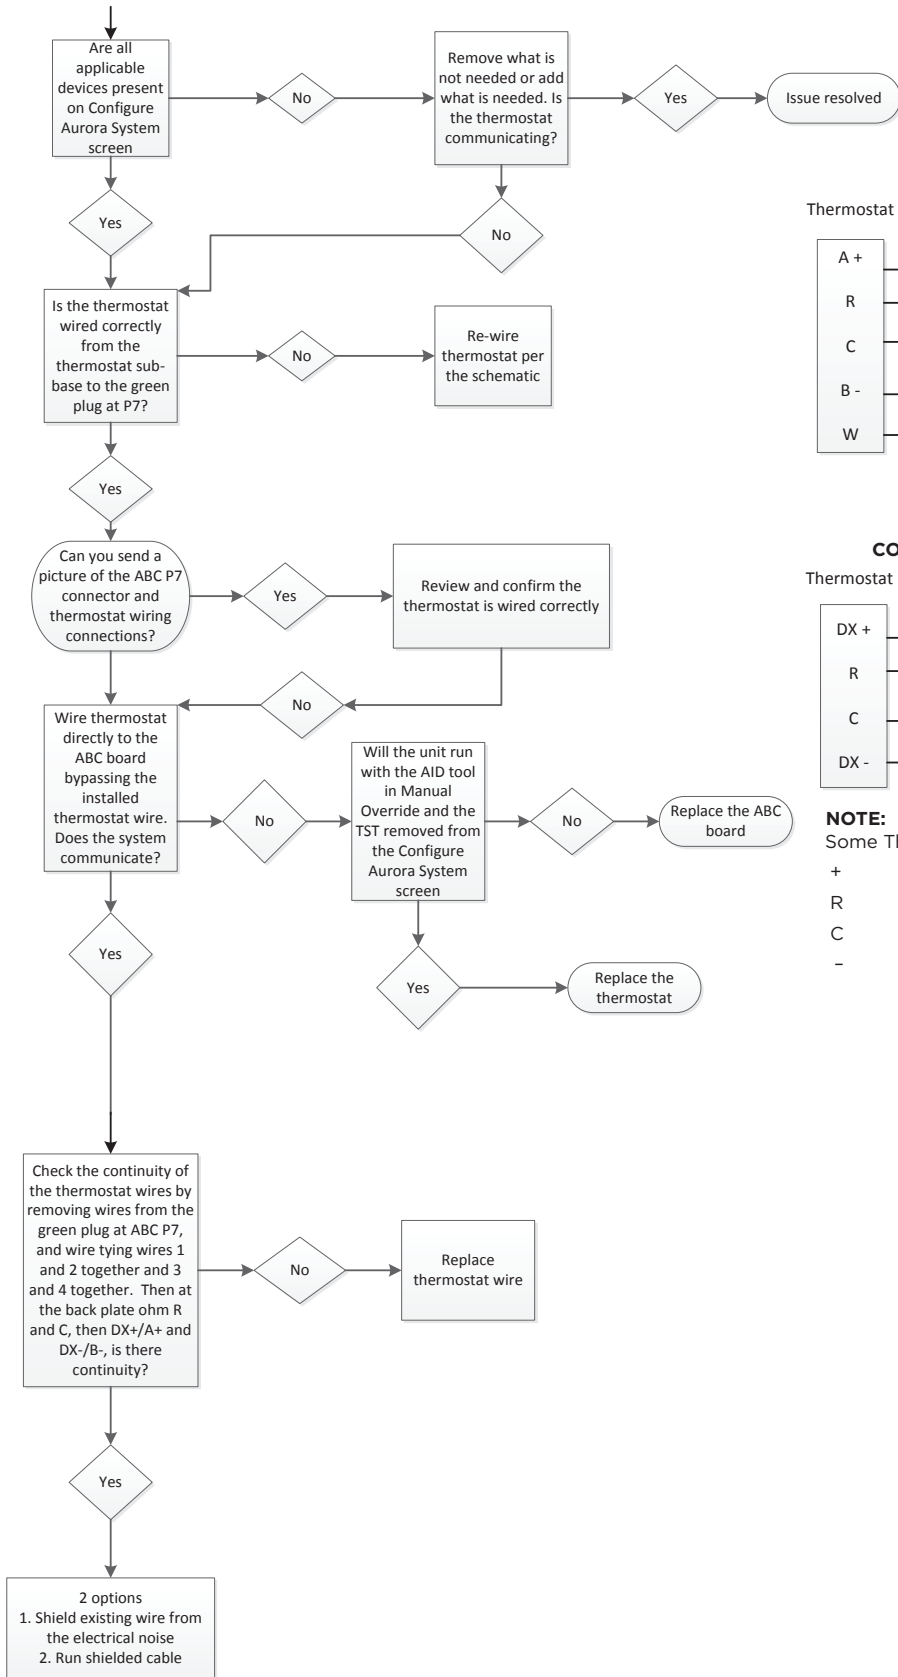 Are all
applicable
devices present
on Configure
Aurora System
screen
No
Remove what is
not needed or add
what is needed. Is
the thermostat
communicating?
Yes
Issue resolved
Yes
No
Thermostat
A +
R
C
B -
W
Is the thermostat
wired correctly
from the
thermostat sub-
base to the green
plug at P7?
No
Re-wire
thermostat per
the schematic
Yes
Can you send a
picture of the ABC P7
connector and
thermostat wiring
connections?
Yes
Review and confirm the
thermostat is wired correctly
CO
Thermostat
DX +
R
C
DX -
No
Wire thermostat
directly to the
ABC board
bypassing the
installed
thermostat wire.
Does the system
communicate?
No
Will the unit run
with the AID tool
in Manual
Override and the
TST removed from
the Configure
Aurora System
screen
No
Replace the ABC
board
NOTE:
Some Th
+
R
C
-
Yes
Yes
Replace the
thermostat
Check the continuity of
the thermostat wires by
removing wires from the
green plug at ABC P7,
and wire tying wires 1
and 2 together and 3
and 4 together. Then at
the back plate ohm R
and C, then DX+/A+ and
DX-/B-, is there
continuity?
No
Replace
thermostat wire
Yes
2 options
1. Shield existing wire from
the electrical noise
2. Run shielded cable